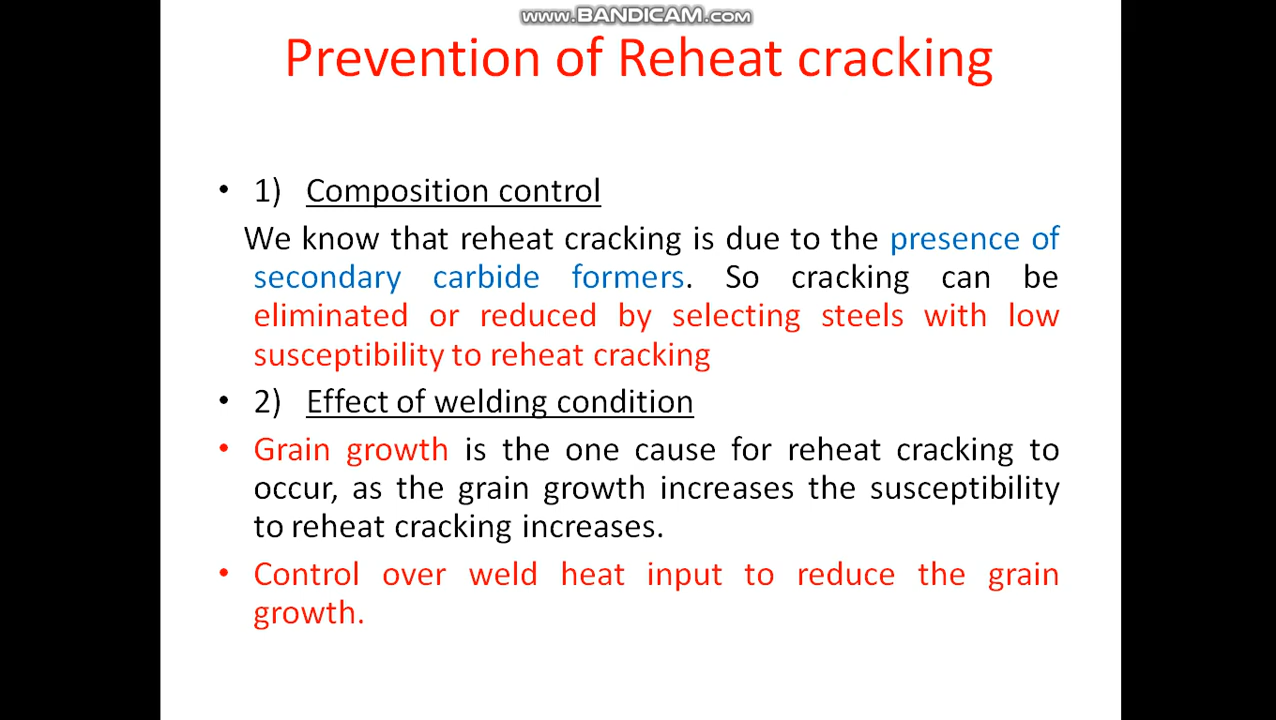 www.BANDICAM.com
Prevention of Reheat cracking
• 1) Composition control
We know that reheat cracking is due to the presence of
secondary carbide formers. So cracking can be
eliminated or reduced by selecting steels with low
susceptibility to reheat cracking
• 2) Effect of welding condition
• Grain growth is the one cause for reheat cracking to
occur, as the grain growth increases the susceptibility
to reheat cracking increases.
• Control over weld heat input to reduce the grain
growth.